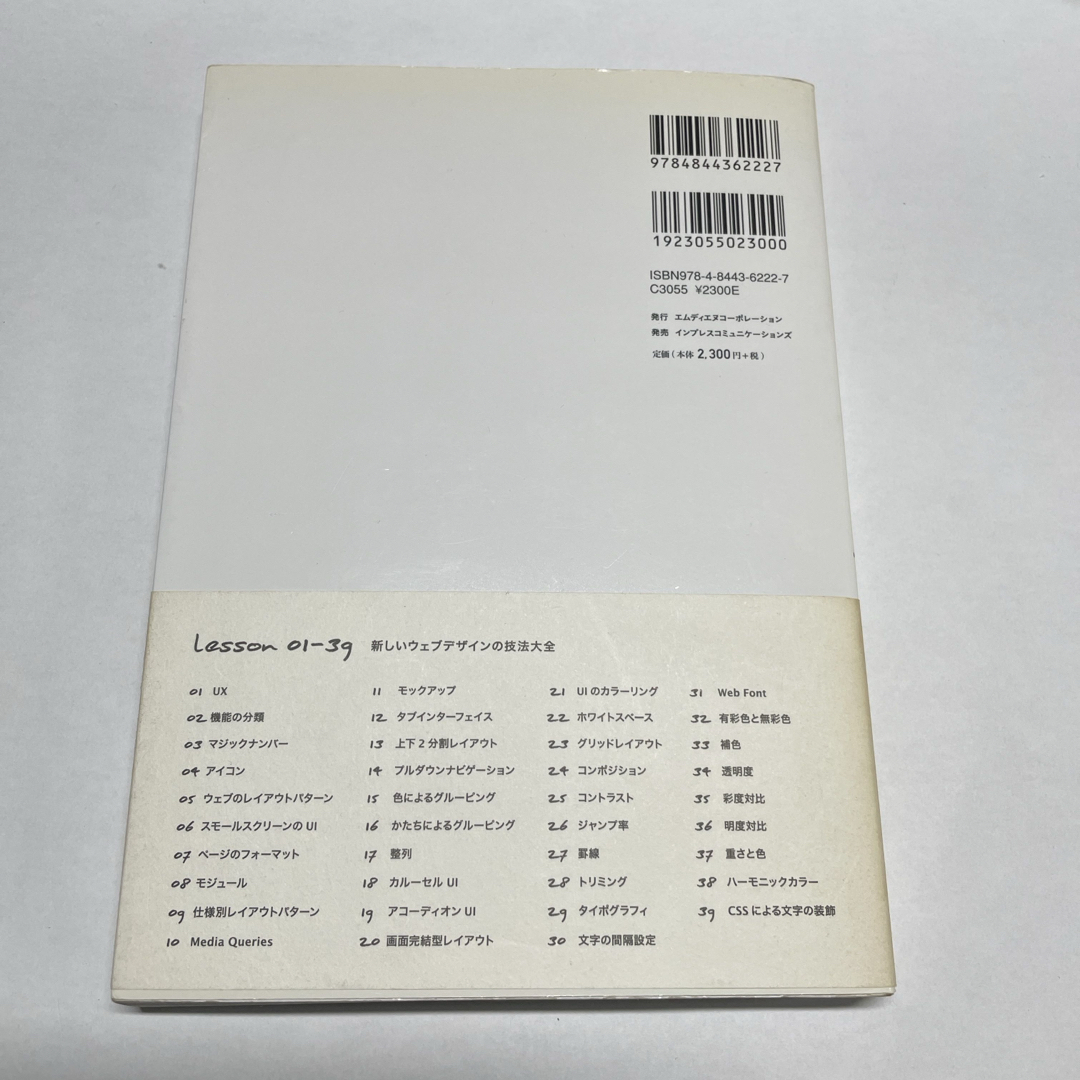 9784844362227
1923055023000
ISBN978-4-8443-6222-7
C3055 ¥2300E
発行 エムディエヌコーポレーション
発売 インプレスコミュニケーションズ
定価(本体2,300円+税)
Lesson 01-39 新しいウェブデザインの技法大全
01 UX
02 機能の分類
03 マジックナンバー
04 アイコン
05 ウェブのレイアウトパターン
06 スモールスクリーンのUI
07 ページのフォーマット
08 モジュール
09 仕様別レイアウトパターン
10 Media Queries
11 モックアップ
12 タブインターフェイス
13 上下2分割レイアウト
14 プルダウンナビゲーション
15 色によるグルーピング
16 かたちによるグルーピング
17 整列
18 カルーセルUI
19 アコーディオンUI
20 画面完結型レイアウト
21 UIのカラーリング
22 ホワイトスペース
23 グリッドレイアウト
24 コンポジション
25 コントラスト
26 ジャンプ率
27 罫線
28 トリミング
29 タイポグラフィ
30 文字の間隔設定
31 Web Font
32 有彩色と無彩色
33 補色
34 透明度
35 彩度対比
36 明度対比
37 重さと色
38 ハーモニックカラー
39 CSSによる文字の装飾